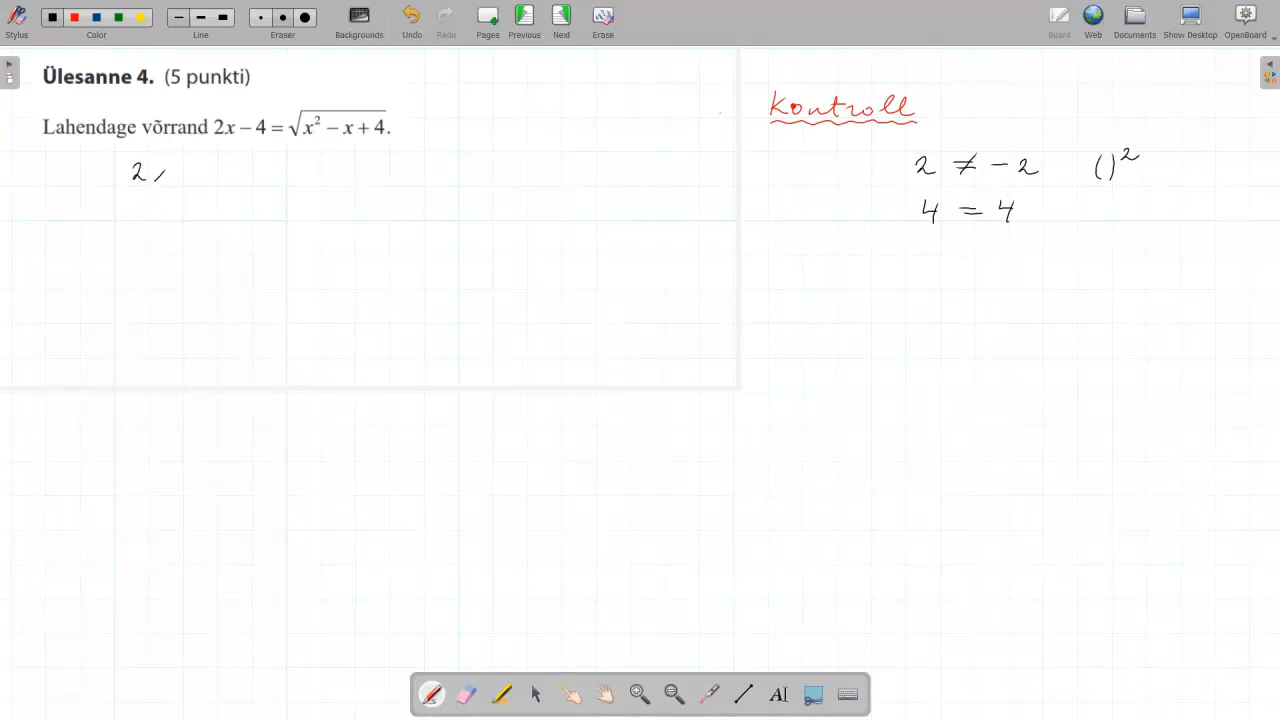 Stylus
Color
Line
Eraser
Backgrounds
Undo
Redo
Pages
Previous
Next
Erase
Board
Web
Documents
Show Desktop
OpenBoard
Ülesanne 4. (5 punkti)
Lahendage võrrand 2x − 4 = √(x² − x + 4).
2
Kontroll
2 ≠ −2 ()²
4 = 4
AI